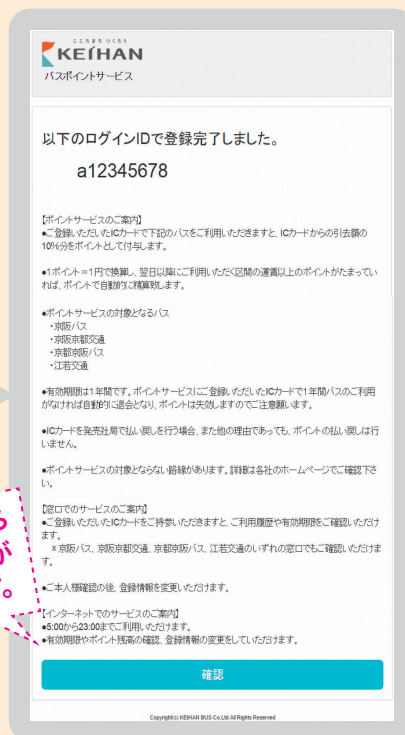 こころまち つくろう
KEIHAN
バスポイントサービス
以下のログインIDで登録完了しました。
a12345678
【ポイントサービスのご案内】
●ご登録いただいたICカードで下記のバスをご利用いただきますと、ICカードからの引去額の
10%分をポイントとして付与します。
●1ポイント=1円で換算し、翌日以降にご利用いただく区間の運賃以上のポイントがたまってい
れば、ポイントで自動的に精算致します。
●ポイントサービスの対象となるバス
・京阪バス
・京阪京都交通
・京都京阪バス
・江若交通
●有効期限は1年間です。ポイントサービスにご登録いただいたICカードで1年間バスのご利用
がなければ自動的に退会となり、ポイントは失効しますのでご注意願います。
●ICカードを発売社局で払い戻しを行う場合、また他の理由であっても、ポイントの払い戻しは行
いません。
●ポイントサービスの対象とならない路線があります。詳細は各社のホームページでご確認下さ
い。
【窓口でのサービスのご案内】
●ご登録いただいたICカードをご持参いただきますと、ご利用履歴や有効期限をご確認いただけ
ます。
＊京阪バス、京阪京都交通、京都京阪バス、江若交通のいずれの窓口でもご確認いただけま
す。
●ご本人様確認の後、登録情報を変更いただけます。
【インターネットでのサービスのご案内】
●5:00から23:00までご利用いただけます。
●有効期限やポイント残高の確認、登録情報の変更をしていただけます。
ら
が
。
確認
Copyright(c) KEIHAN BUS Co.Ltd All Rights Reserved